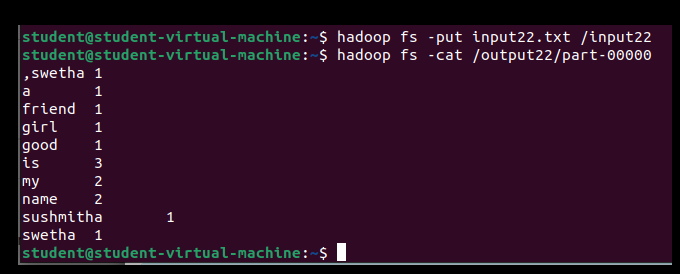 student@student-virtual-machine:~$ hadoop fs -put input22.txt /input22
student@student-virtual-machine:~$ hadoop fs -cat /output22/part-00000
,swetha 1
a       1
friend  1
girl    1
good    1
is      3
my      2
name    2
sushmitha       1
swetha  1
student@student-virtual-machine:~$